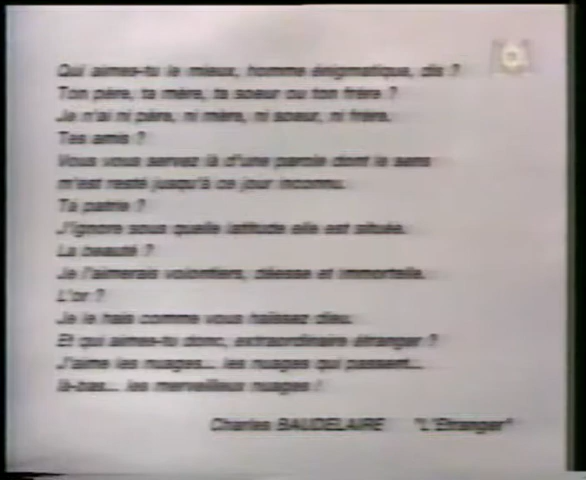 Qui aimes-tu le mieux, homme énigmatique, dis ?
Ton père, ta mère, ta soeur ou ton frère ?
Je n'ai ni père, ni mère, ni soeur, ni frère.
Tes amis ?
Vous vous servez là d'une parole dont le sens
m'est resté jusqu'à ce jour inconnu.
Ta patrie ?
J'ignore sous quelle latitude elle est située.
La beauté ?
Je l'aimerais volontiers, déesse et immortelle.
L'or ?
Je le hais comme vous haïssez dieu.
Et qui aimes-tu donc, extraordinaire étranger ?
J'aime les nuages... les nuages qui passent...
là-bas... les merveilleux nuages !
Charles BAUDELAIRE "L'Etranger"
6